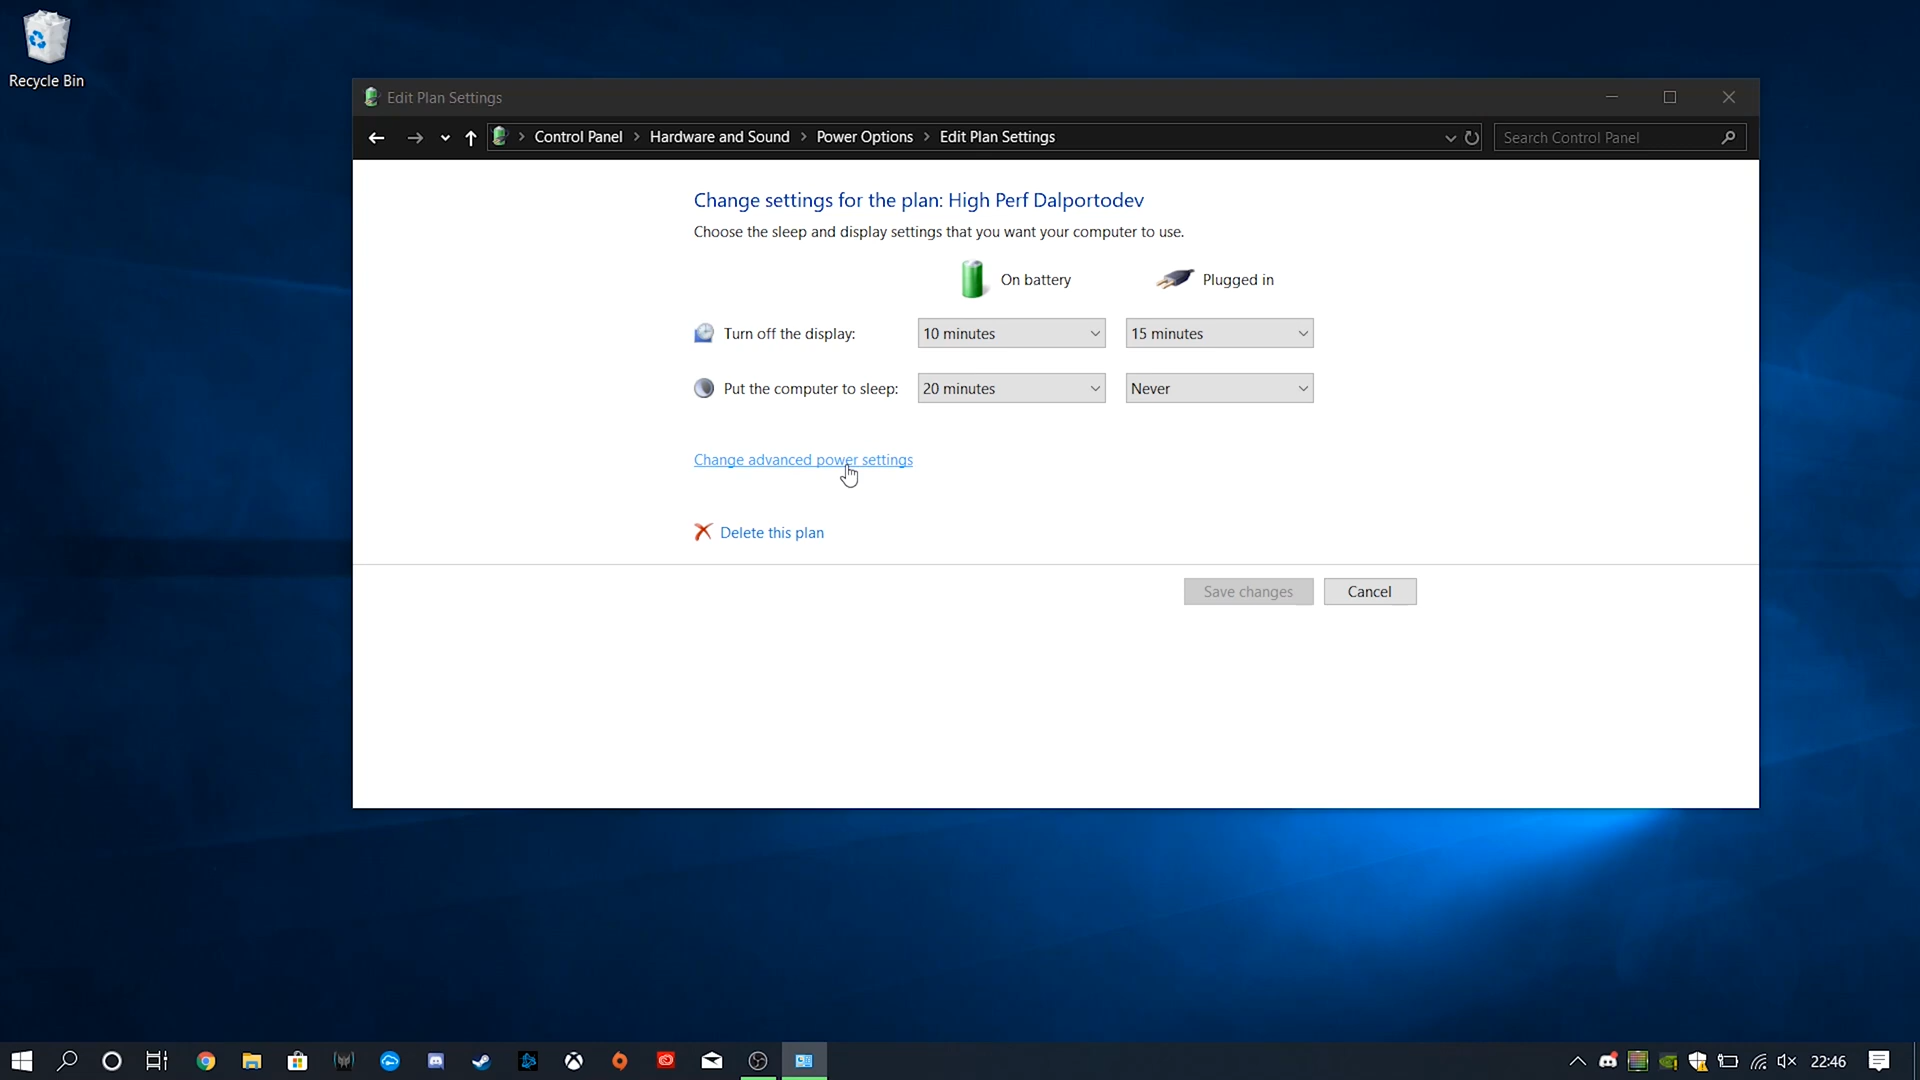 Recycle Bin
Edit Plan Settings
Control Panel > Hardware and Sound > Power Options > Edit Plan Settings
Search Control Panel
Change settings for the plan: High Perf Dalportodev
Choose the sleep and display settings that you want your computer to use.
On battery Plugged in
Turn off the display: 10 minutes 15 minutes
Put the computer to sleep: 20 minutes Never
Change advanced power settings
Delete this plan
Save changes Cancel
22:46